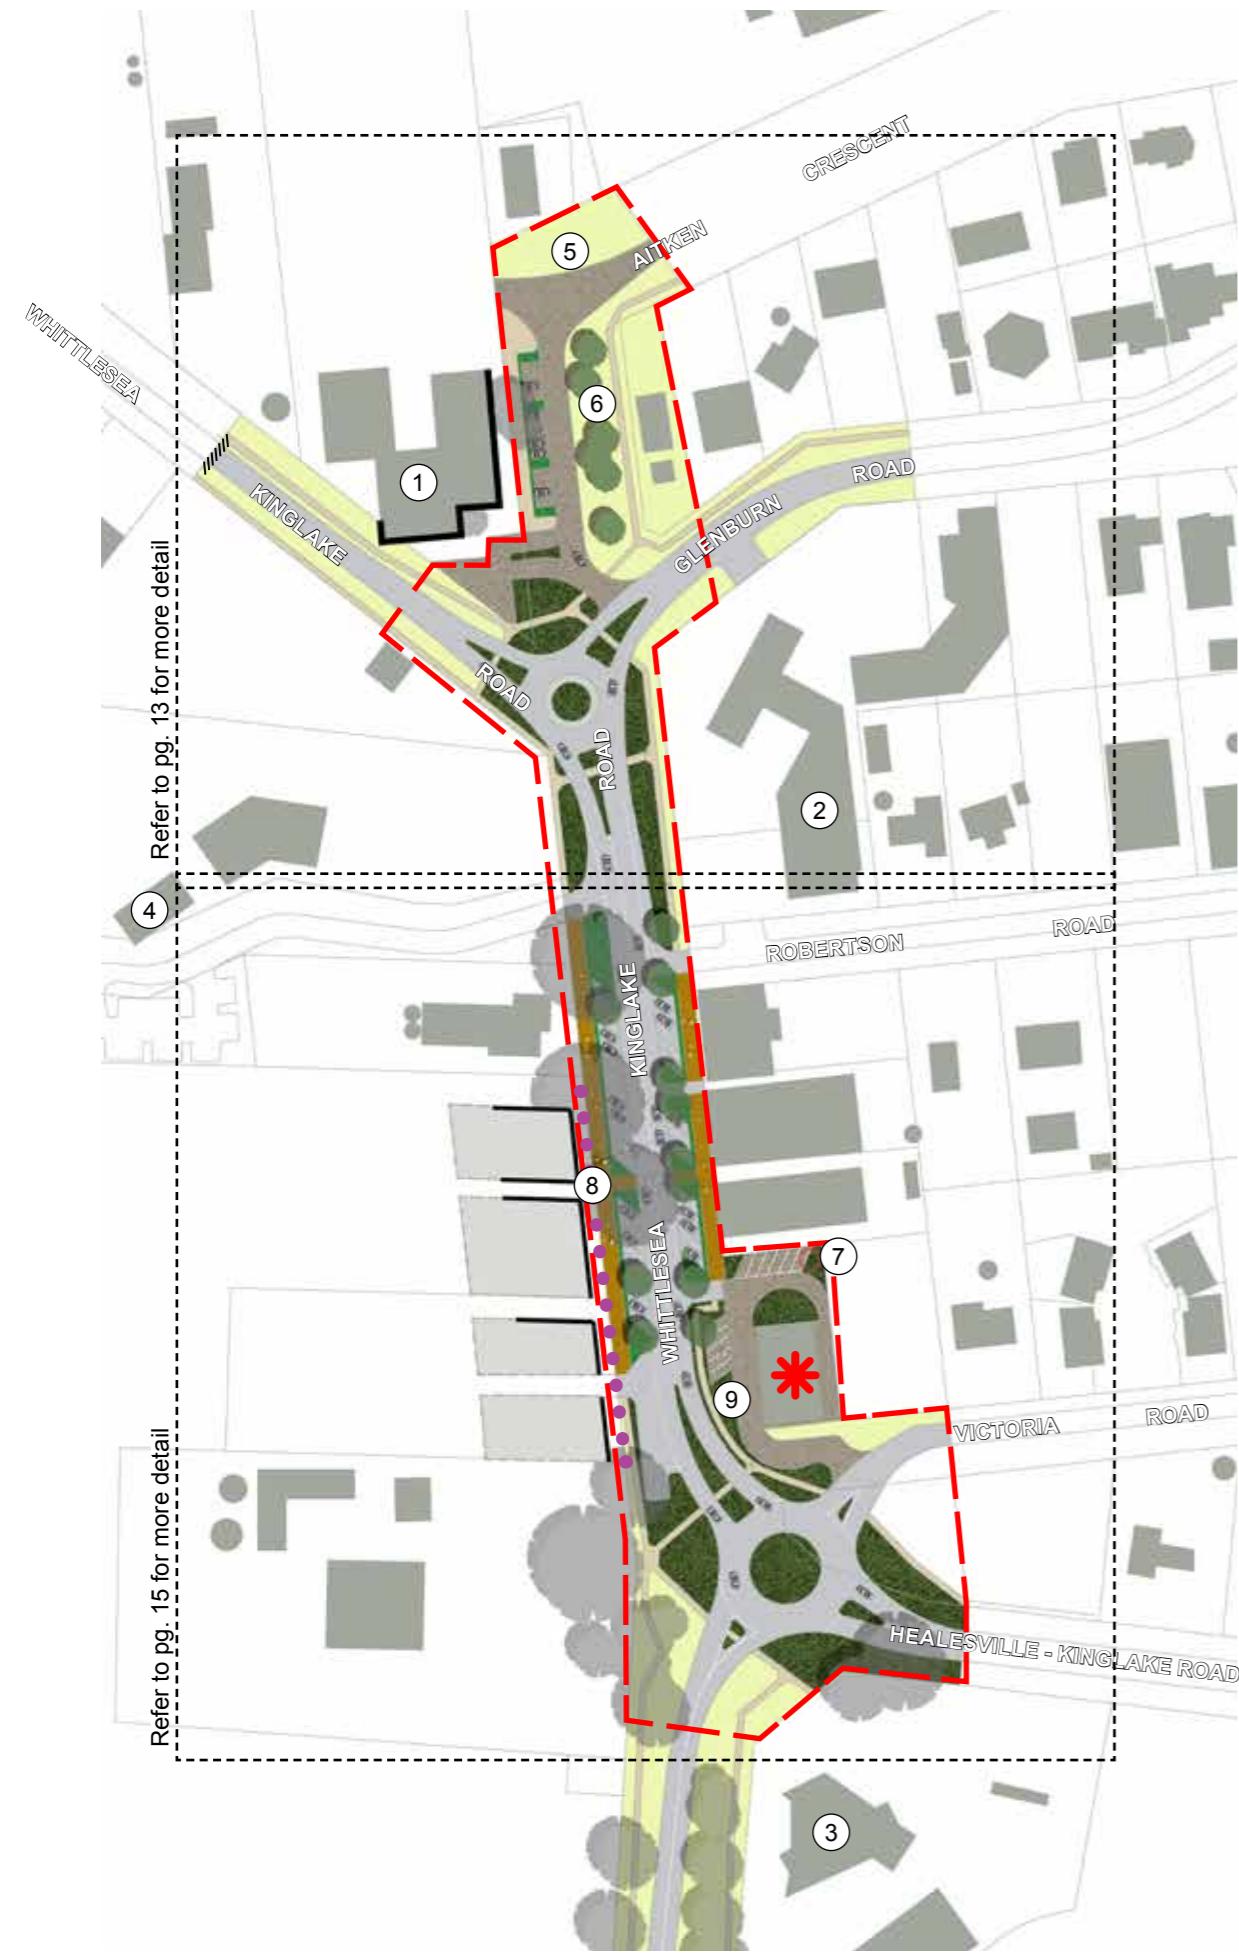 CRESCENT
AITKEN
5
WHITTLESEA
6
1
KINGLAKE
ROAD
GLENBURN
ROAD
ROAD
Refer to pg. 13 for more detail
2
4
ROBERTSON
ROAD
KINGLAKE
8
WHITTLESEA
7
9
VICTORIA
ROAD
Refer to pg. 15 for more detail
HEALESVILLE - KINGLAKE ROAD
3